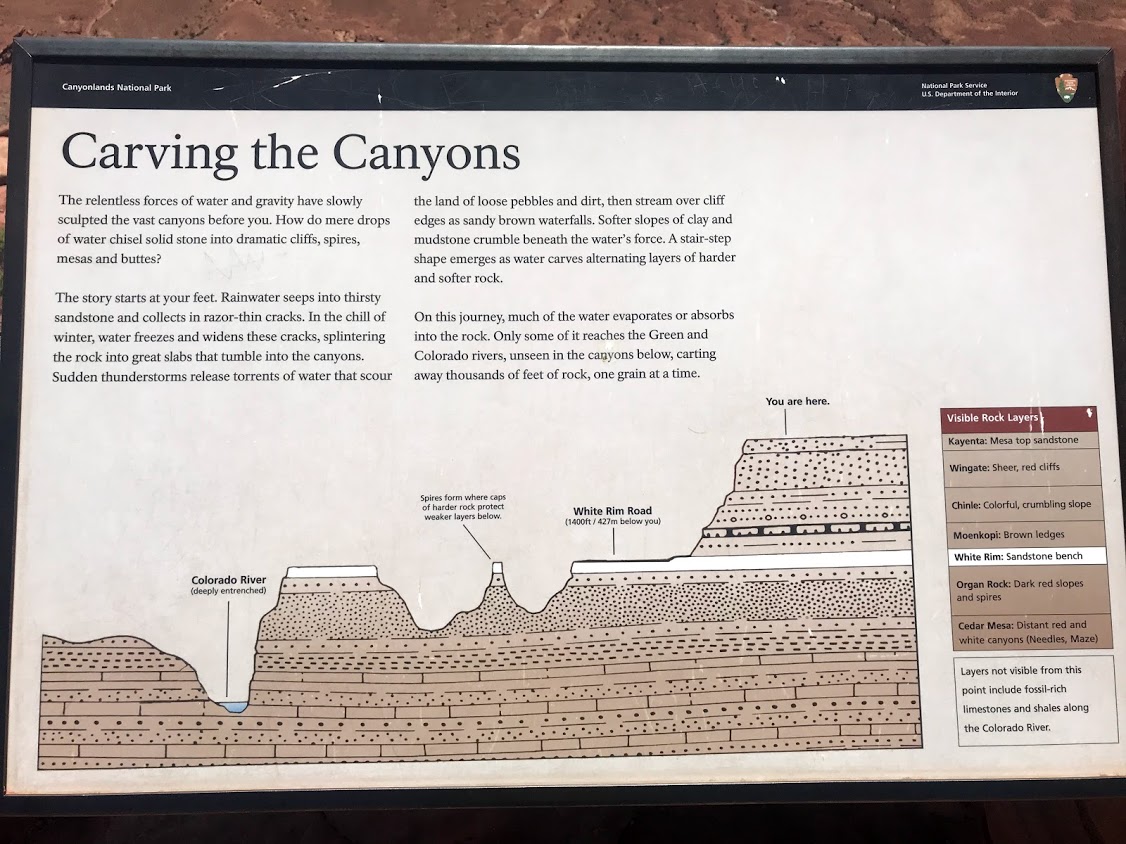 Canyonlands National Park
National Park Service
U.S. Department of the Interior
Carving the Canyons
The relentless forces of water and gravity have slowly
sculpted the vast canyons before you. How do mere drops
of water chisel solid stone into dramatic cliffs, spires,
mesas and buttes?
The story starts at your feet. Rainwater seeps into thirsty
sandstone and collects in razor-thin cracks. In the chill of
winter, water freezes and widens these cracks, splintering
the rock into great slabs that tumble into the canyons.
Sudden thunderstorms release torrents of water that scour
the land of loose pebbles and dirt, then stream over cliff
edges as sandy brown waterfalls. Softer slopes of clay and
mudstone crumble beneath the water's force. A stair-step
shape emerges as water carves alternating layers of harder
and softer rock.
On this journey, much of the water evaporates or absorbs
into the rock. Only some of it reaches the Green and
Colorado rivers, unseen in the canyons below, carting
away thousands of feet of rock, one grain at a time.
You are here.
Spires form where caps
of harder rock protect
weaker layers below.
White Rim Road
(1400ft / 427m below you)
Colorado River
(deeply entrenched)
Visible Rock Layers
Kayenta: Mesa top sandstone
Wingate: Sheer, red cliffs
Chinle: Colorful, crumbling slope
Moenkopi: Brown ledges
White Rim: Sandstone bench
Organ Rock: Dark red slopes
and spires
Cedar Mesa: Distant red and
white canyons (Needles, Maze)
Layers not visible from this
point include fossil-rich
limestones and shales along
the Colorado River.